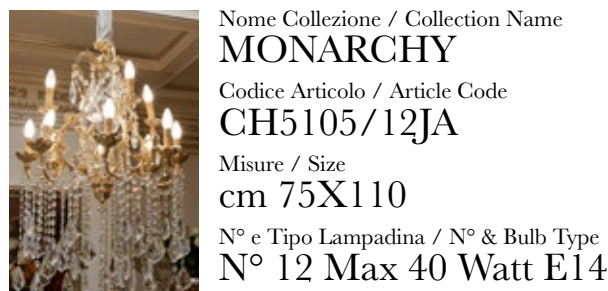 Nome Collezione / Collection Name
MONARCHY
Codice Articolo / Article Code
CH5105/12JA
Misure / Size
cm 75X110
N° e Tipo Lampadina / N° & Bulb Type
N° 12 Max 40 Watt E14